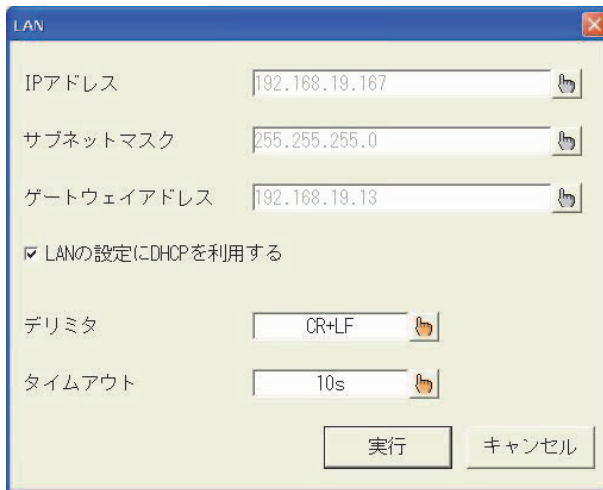 LAN
IPアドレス 192.168.19.167
サブネットマスク 255.255.255.0
ゲートウェイアドレス 192.168.19.13
LANの設定にDHCPを利用する
デリミタ CR+LF
タイムアウト 10s
実行 キャンセル